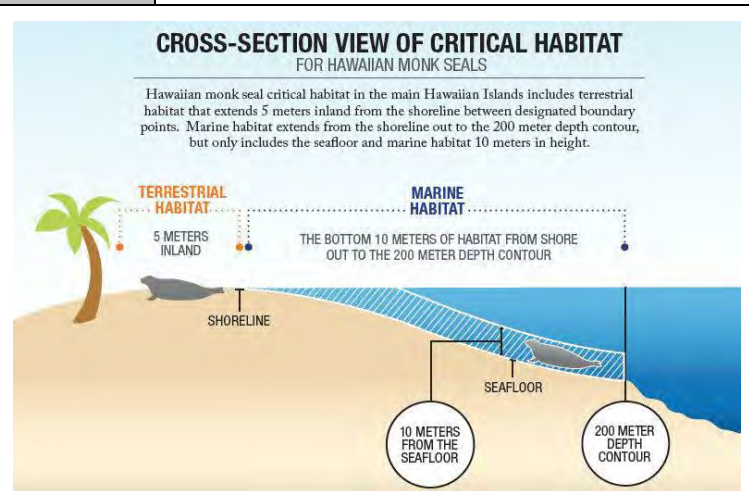 CROSS-SECTION VIEW OF CRITICAL HABITAT
FOR HAWAIIAN MONK SEALS
Hawaiian monk seal critical habitat in the main Hawaiian Islands includes terrestrial
habitat that extends 5 meters inland from the shoreline between designated boundary
points. Marine habitat extends from the shoreline out to the 200 meter depth contour,
but only includes the seafloor and marine habitat 10 meters in height.
TERRESTRIAL
HABITAT
5 METERS
INLAND
MARINE
HABITAT
THE BOTTOM 10 METERS OF HABITAT FROM SHORE
OUT TO THE 200 METER DEPTH CONTOUR
SHORELINE
SEAFLOOR
10 METERS
FROM THE
SEAFLOOR
200 METER
DEPTH
CONTOUR